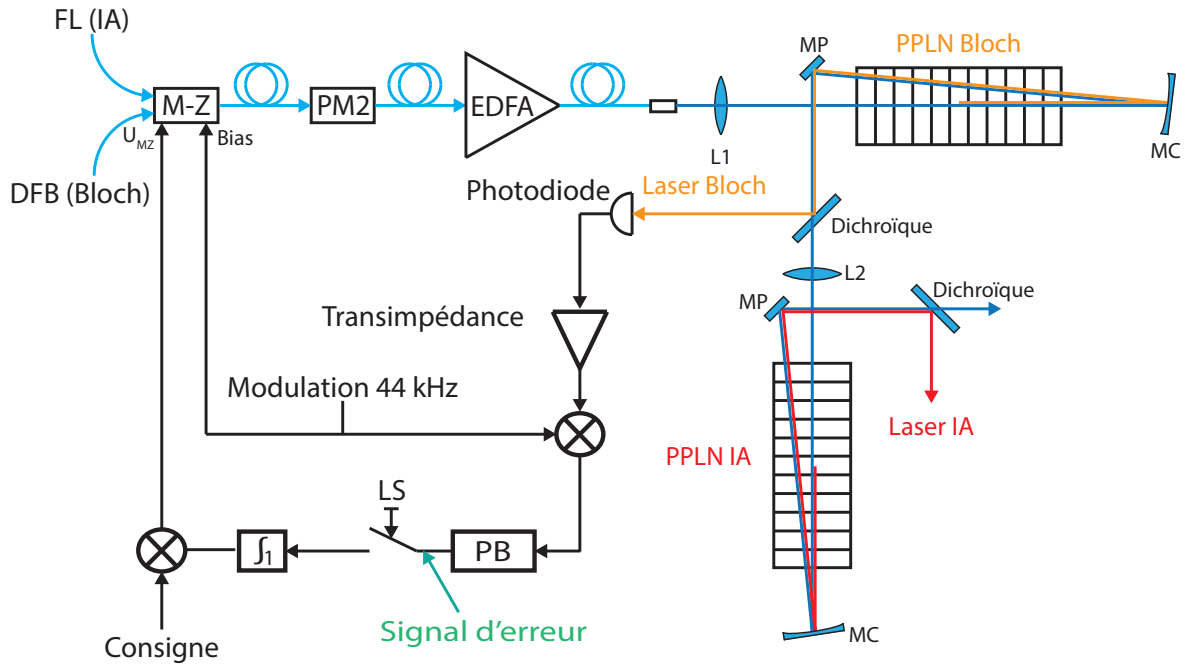 FL (IA)
MP
PPLN Bloch
M-Z
PM2
EDFA
U_MZ
Bias
L1
MC
DFB (Bloch)
Photodiode
Laser Bloch
Dichroïque
L2
MP
Dichroïque
Transimpédance
Modulation 44 kHz
Laser IA
PPLN IA
LS
∫1
PB
Signal d'erreur
MC
Consigne